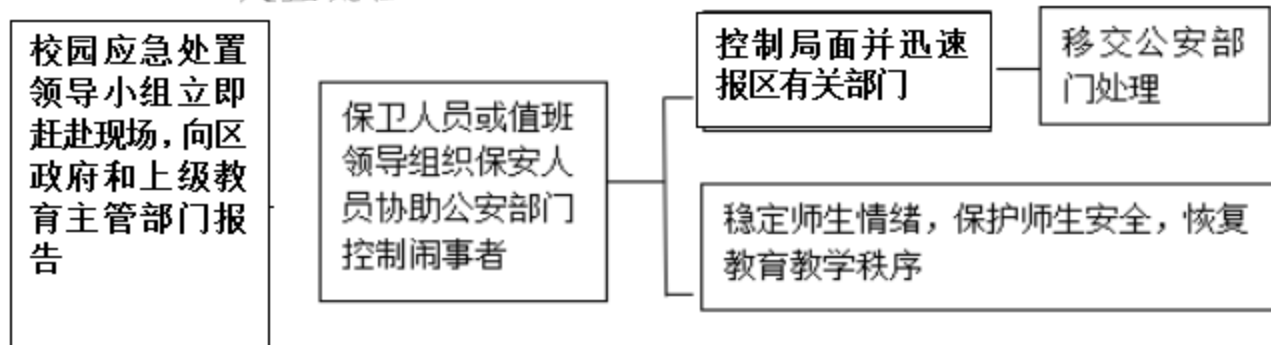 校园应急处置
领导小组立即
赶赴现场，向区
政府和上级教
育主管部门报
告
保卫人员或值班
领导组织保安人
员协助公安部门
控制闹事者
控制局面并迅速
报区有关部门
移交公安部
门处理
稳定师生情绪，保护师生安全，恢复
教育教学秩序